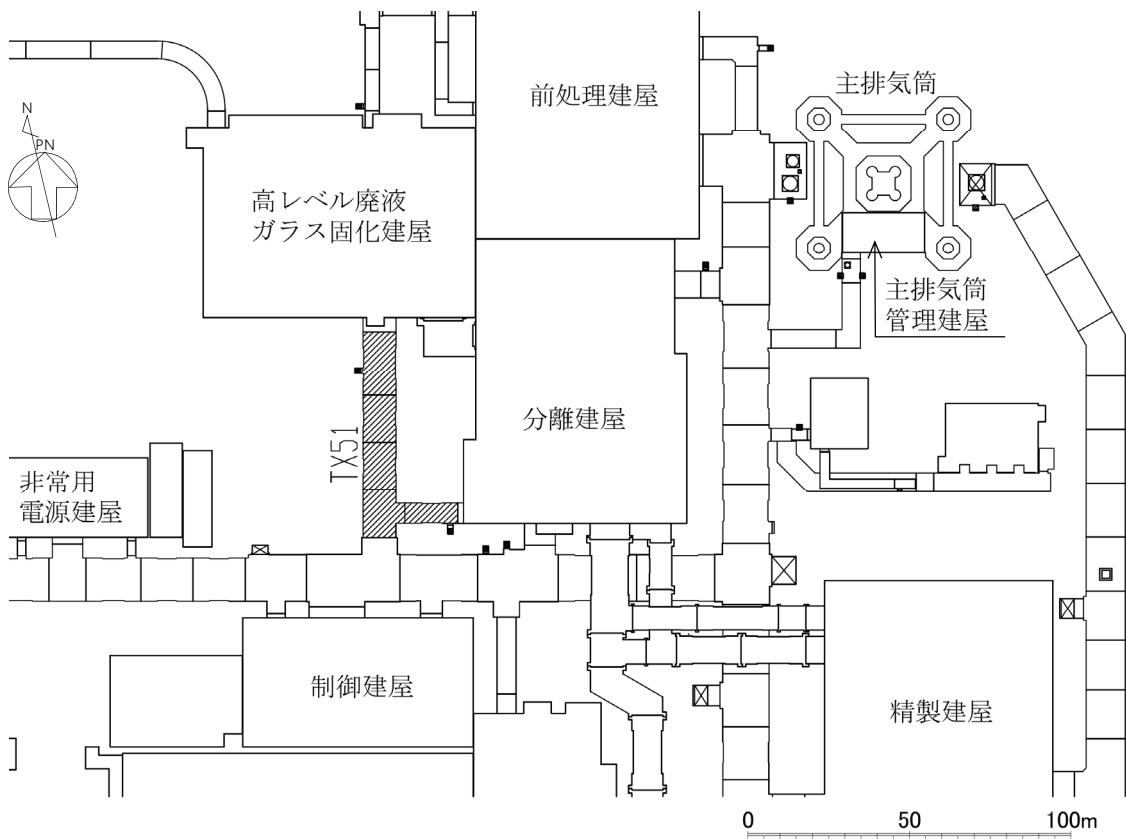 前処理建屋
主排気筒
N
PN
高レベル廃液
ガラス固化建屋
主排気筒
管理建屋
分離建屋
TX51
非常用
電源建屋
制御建屋
精製建屋
0 50 100m